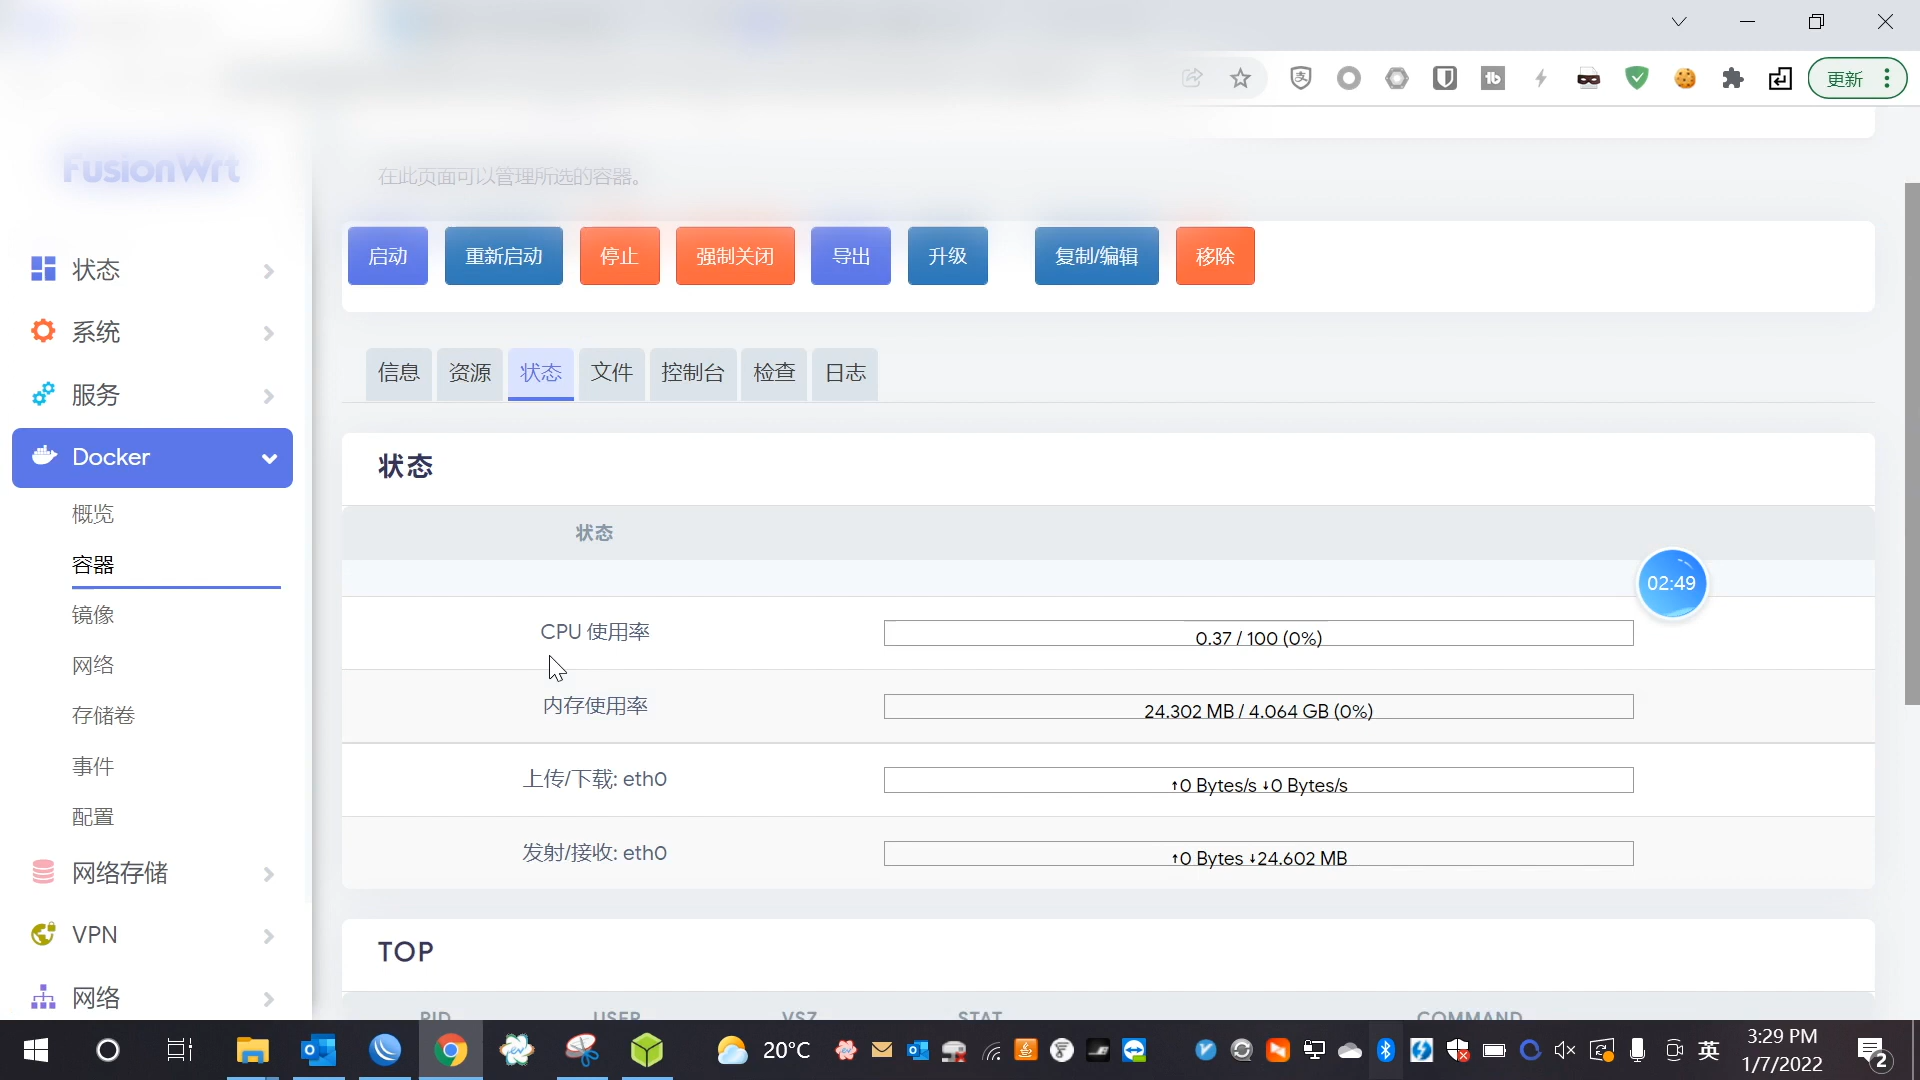 更新
FusionWrt
在此页面可以管理所选的容器。
启动 重新启动 停止 强制关闭 导出 升级 复制/编辑 移除
状态
系统
服务
Docker
概览
容器
镜像
网络
存储卷
事件
配置
网络存储
VPN
网络
信息 资源 状态 文件 控制台 检查 日志
状态
状态
02:49
CPU 使用率 0.37 / 100 (0%)
内存使用率 24.302 MB / 4.064 GB (0%)
上传/下载: eth0 ↑0 Bytes/s ↓0 Bytes/s
发射/接收: eth0 ↑0 Bytes ↓24.602 MB
TOP
PID USER VSZ STAT COMMAND
20°C 英 3:29 PM
1/7/2022 2